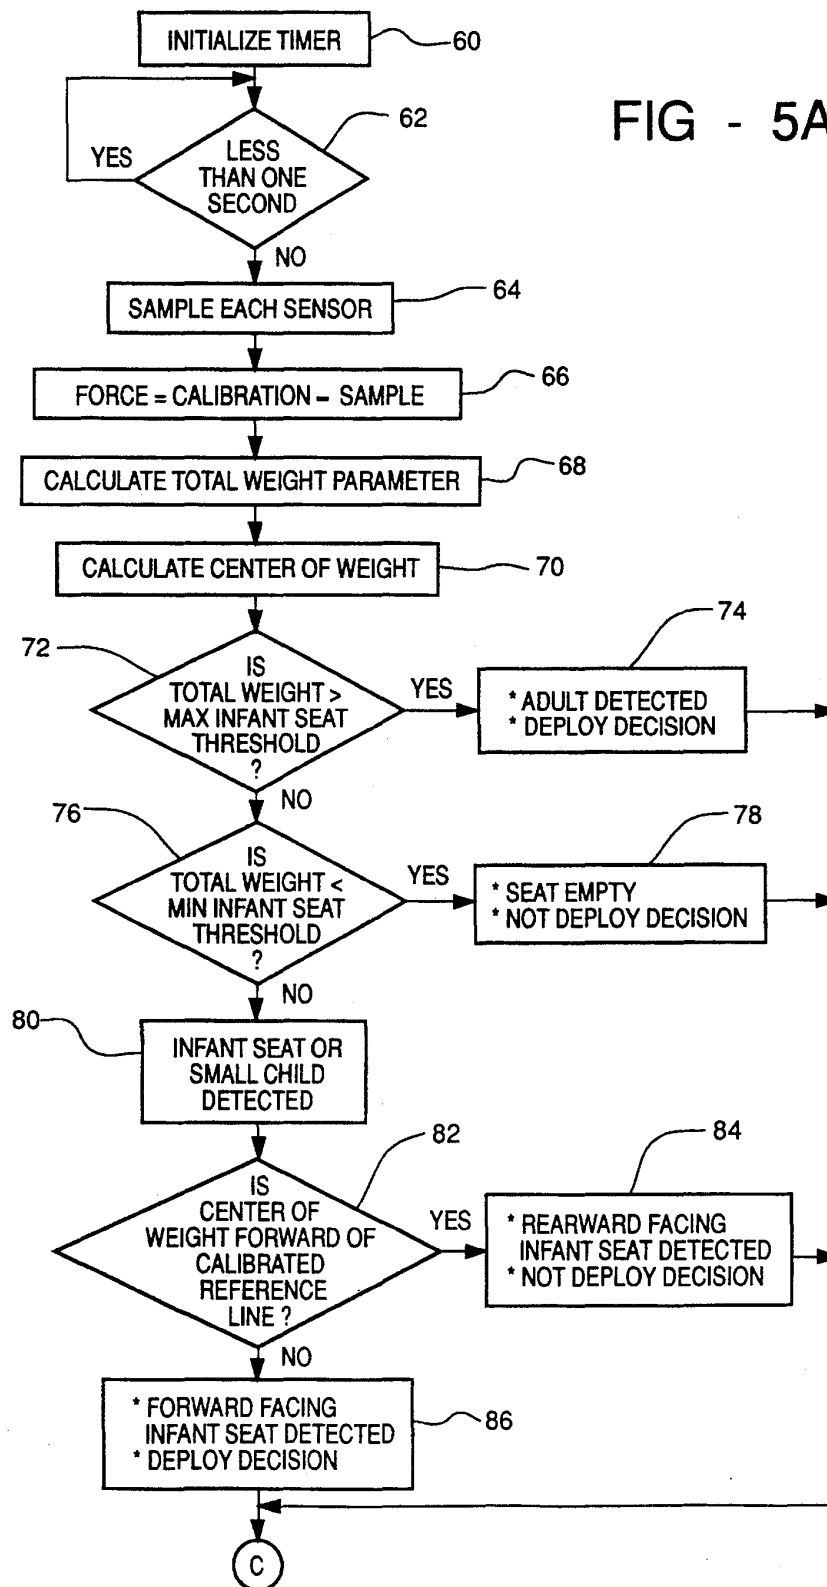 INITIALIZE TIMER
60
FIG - 5A
62
YES
LESS
THAN ONE
SECOND
NO
SAMPLE EACH SENSOR
64
FORCE = CALIBRATION - SAMPLE
66
CALCULATE TOTAL WEIGHT PARAMETER
68
CALCULATE CENTER OF WEIGHT
70
72
IS
TOTAL WEIGHT >
MAX INFANT SEAT
THRESHOLD
?
YES
74
* ADULT DETECTED
* DEPLOY DECISION
NO
76
IS
TOTAL WEIGHT <
MIN INFANT SEAT
THRESHOLD
?
YES
78
* SEAT EMPTY
* NOT DEPLOY DECISION
NO
80
INFANT SEAT OR
SMALL CHILD
DETECTED
82
IS
CENTER OF
WEIGHT FORWARD OF
CALIBRATED
REFERENCE
LINE ?
YES
84
* REARWARD FACING
INFANT SEAT DETECTED
* NOT DEPLOY DECISION
NO
* FORWARD FACING
INFANT SEAT DETECTED
* DEPLOY DECISION
86
C